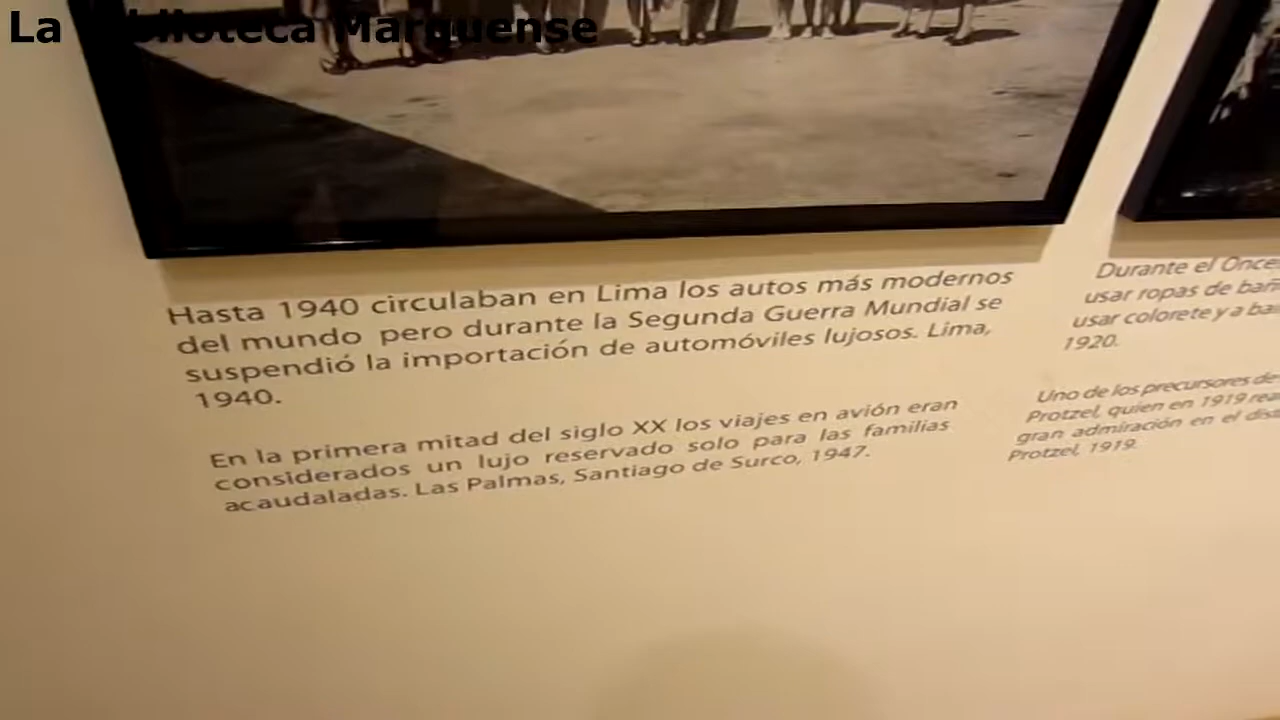 La Biblioteca Marquense
Hasta 1940 circulaban en Lima los autos más modernos
del mundo pero durante la Segunda Guerra Mundial se
suspendió la importación de automóviles lujosos. Lima,
1940.
En la primera mitad del siglo XX los viajes en avión eran
considerados un lujo reservado solo para las familias
acaudaladas. Las Palmas, Santiago de Surco, 1947.
Durante el
usar ropas de
usar colorete y a
1920.
Uno de los precursores de
Protzel, quien en 1919
gran admiración en el
Protzel, 1919.